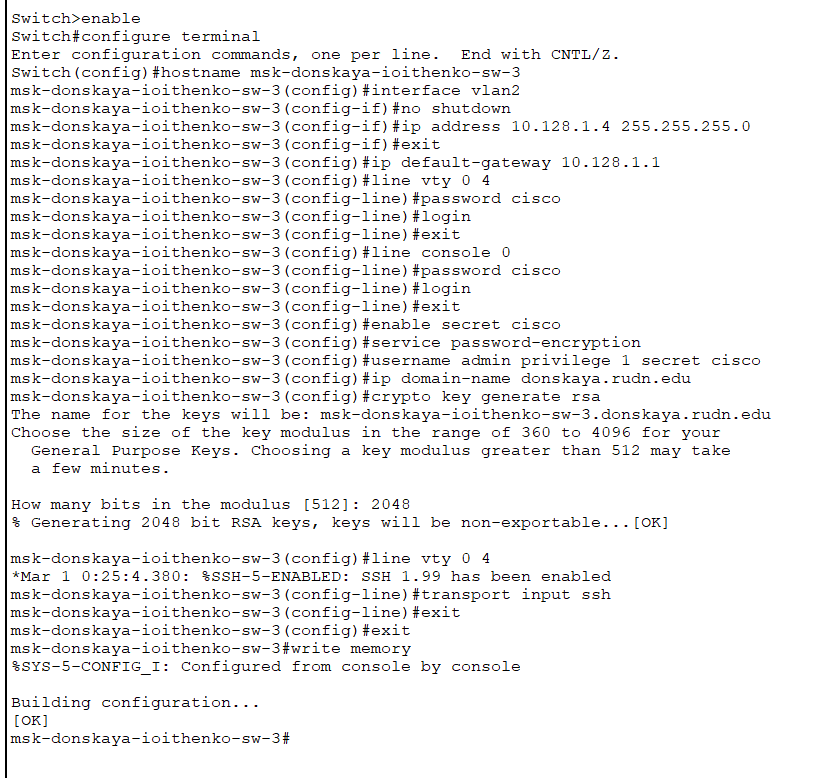 Switch>enable
Switch#configure terminal
Enter configuration commands, one per line.  End with CNTL/Z.
Switch(config)#hostname msk-donskaya-ioithenko-sw-3
msk-donskaya-ioithenko-sw-3(config)#interface vlan2
msk-donskaya-ioithenko-sw-3(config-if)#no shutdown
msk-donskaya-ioithenko-sw-3(config-if)#ip address 10.128.1.4 255.255.255.0
msk-donskaya-ioithenko-sw-3(config-if)#exit
msk-donskaya-ioithenko-sw-3(config)#ip default-gateway 10.128.1.1
msk-donskaya-ioithenko-sw-3(config)#line vty 0 4
msk-donskaya-ioithenko-sw-3(config-line)#password cisco
msk-donskaya-ioithenko-sw-3(config-line)#login
msk-donskaya-ioithenko-sw-3(config-line)#exit
msk-donskaya-ioithenko-sw-3(config)#line console 0
msk-donskaya-ioithenko-sw-3(config-line)#password cisco
msk-donskaya-ioithenko-sw-3(config-line)#login
msk-donskaya-ioithenko-sw-3(config-line)#exit
msk-donskaya-ioithenko-sw-3(config)#enable secret cisco
msk-donskaya-ioithenko-sw-3(config)#service password-encryption
msk-donskaya-ioithenko-sw-3(config)#username admin privilege 1 secret cisco
msk-donskaya-ioithenko-sw-3(config)#ip domain-name donskaya.rudn.edu
msk-donskaya-ioithenko-sw-3(config)#crypto key generate rsa
The name for the keys will be: msk-donskaya-ioithenko-sw-3.donskaya.rudn.edu
Choose the size of the key modulus in the range of 360 to 4096 for your
  General Purpose Keys. Choosing a key modulus greater than 512 may take
  a few minutes.

How many bits in the modulus [512]: 2048
% Generating 2048 bit RSA keys, keys will be non-exportable...[OK]

msk-donskaya-ioithenko-sw-3(config)#line vty 0 4
*Mar 1 0:25:4.380: %SSH-5-ENABLED: SSH 1.99 has been enabled
msk-donskaya-ioithenko-sw-3(config-line)#transport input ssh
msk-donskaya-ioithenko-sw-3(config-line)#exit
msk-donskaya-ioithenko-sw-3(config)#exit
msk-donskaya-ioithenko-sw-3#write memory
%SYS-5-CONFIG_I: Configured from console by console

Building configuration...
[OK]
msk-donskaya-ioithenko-sw-3#